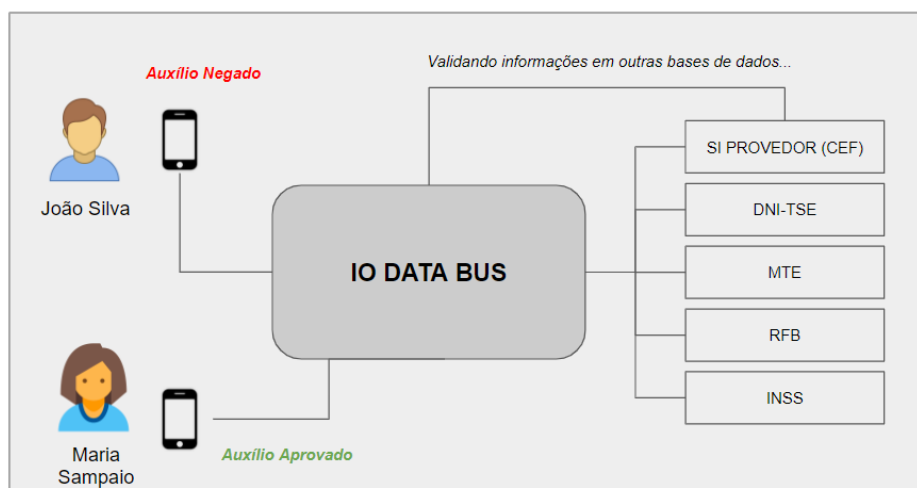 Auxílio Negado
Validando informações em outras bases de dados...
João Silva
SI PROVEDOR (CEF)
DNI-TSE
IO DATA BUS
MTE
RFB
INSS
Maria
Sampaio
Auxílio Aprovado